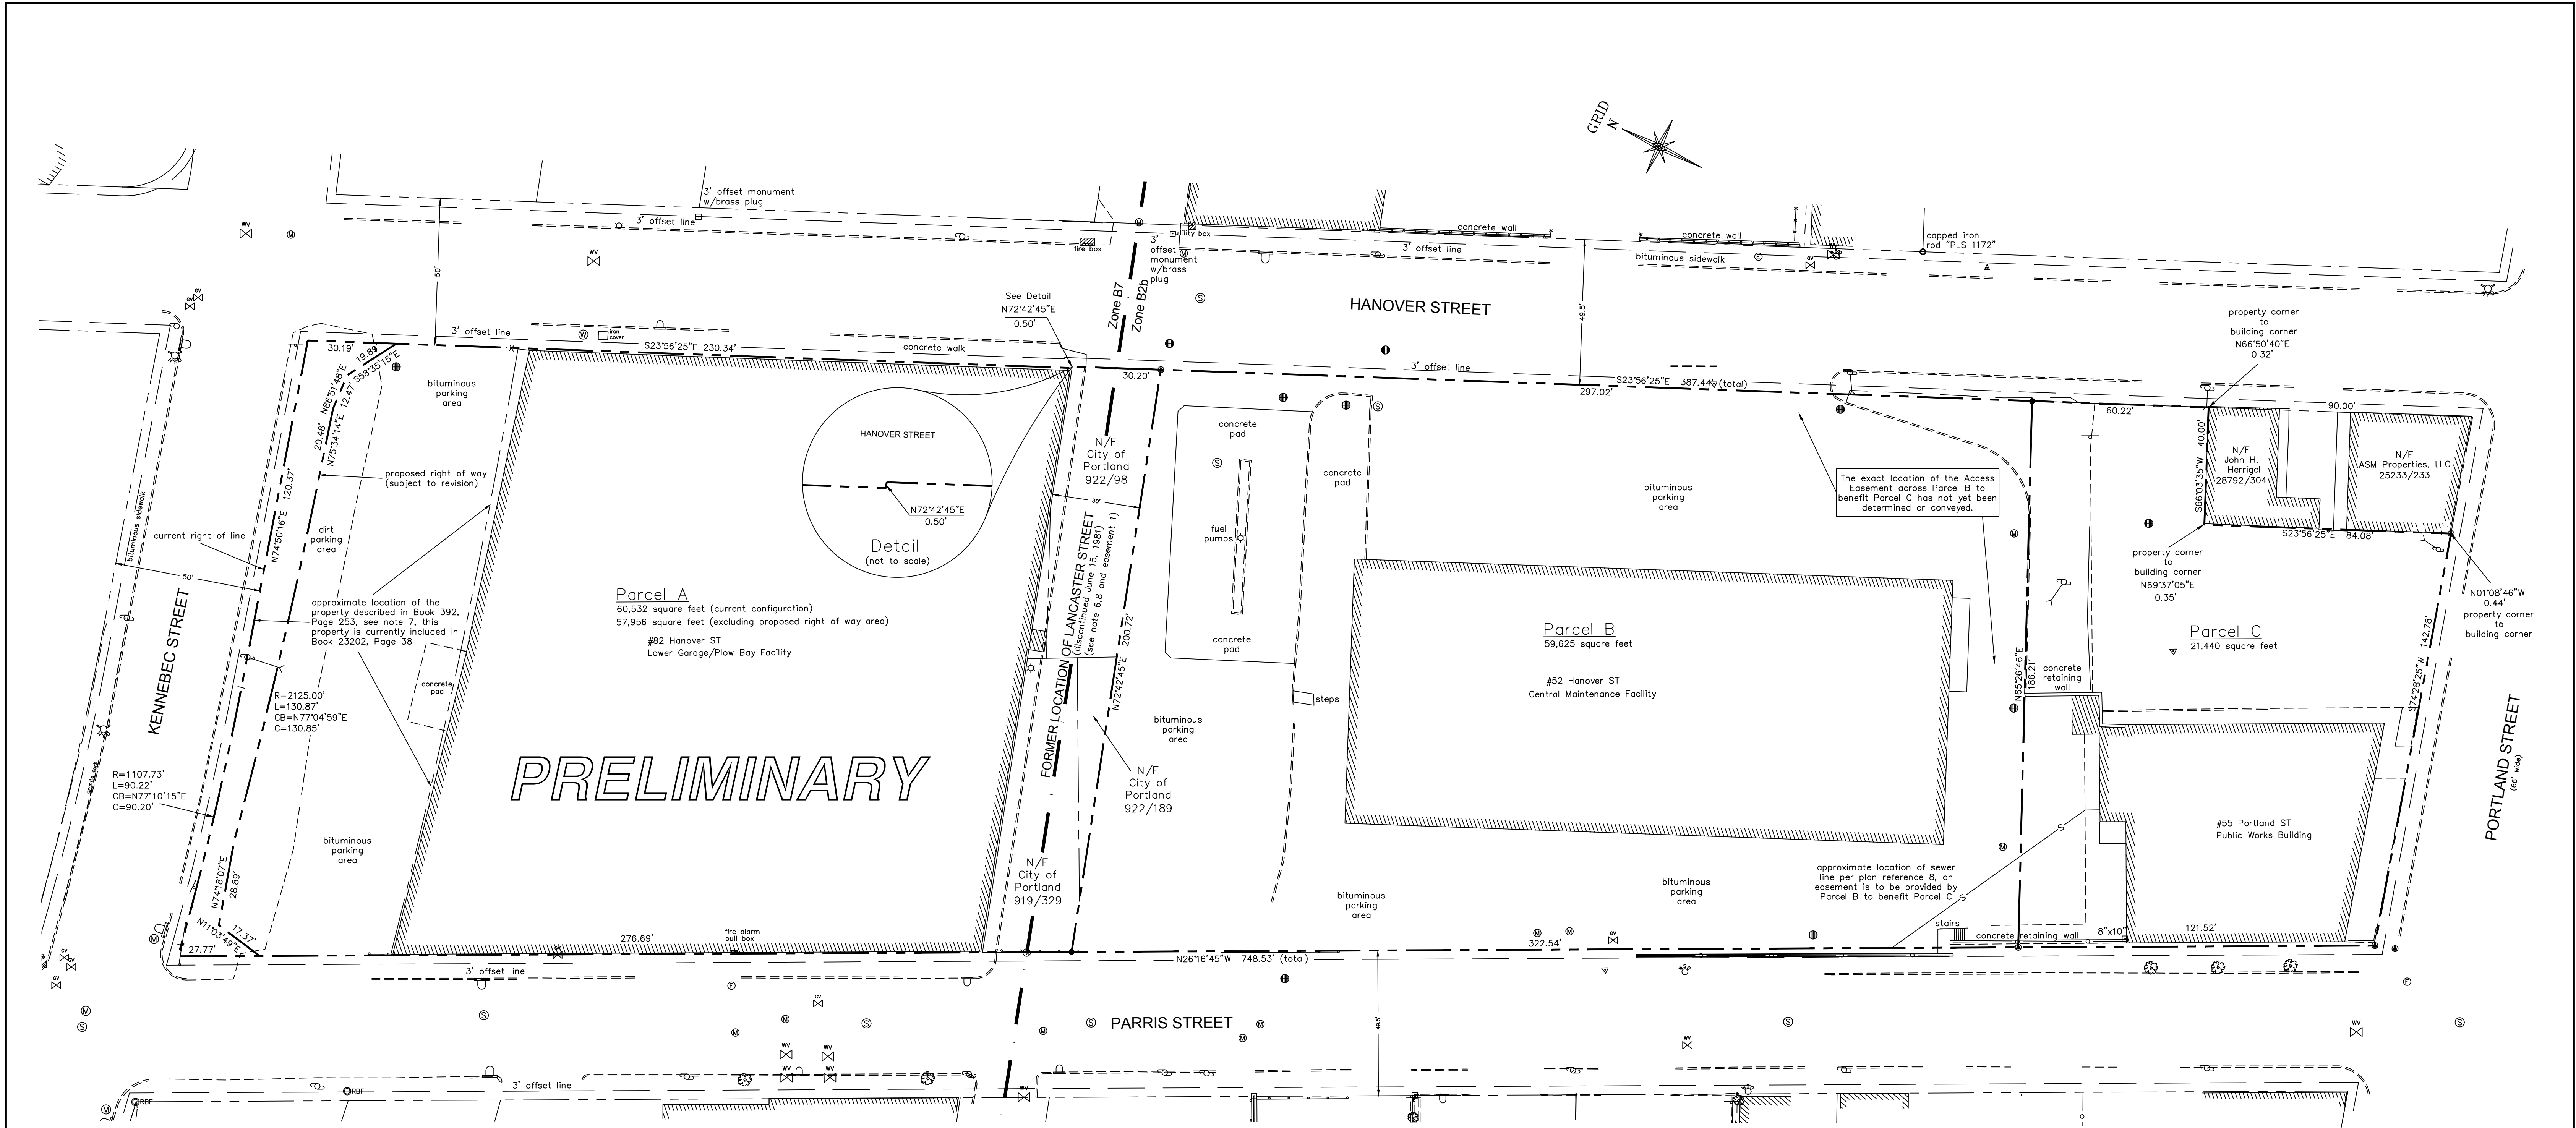 GRID
N
3' offset monument
w/brass plug
3' offset line
WV
M
WV
50'
fire box
M
utility box
3'
offset
monument
w/brass
plug
M
concrete wall
3' offset line
concrete wall
bituminous sidewalk
E
GV
capped iron
rod "PLS 1172"
GV
GV
See Detail
N72°42'45"E
0.50'
Zone B7
Zone B2b
S
HANOVER STREET
49.5'
property corner
to
building corner
N66°50'40"E
0.32'
3' offset line
W
iron
cover
concrete walk
30.19'
19.89'
S58°35'15"E
S23°56'25"E 230.34'
30.20'
3' offset line
S23°56'25"E 387.44' (total)
297.02'
60.22'
90.00'
N86°51'48"E
12.47'
20.48'
N75°34'14"E
bituminous
parking
area
HANOVER STREET
N72°42'45"E
0.50'
Detail
(not to scale)
N/F
City of
Portland
922/98
30'
concrete
pad
S
S
concrete
pad
fuel
pumps
concrete
pad
bituminous
parking
area
The exact location of the Access
Easement across Parcel B to
benefit Parcel C has not yet been
determined or conveyed.
S66°03'35"W 40.00'
N/F
John H.
Herrigel
28792/304
N/F
ASM Properties, LLC
25233/233
S23°56'25"E 84.08'
property corner
to
building corner
N69°37'05"E
0.35'
N01°08'46"W
0.44'
property corner
to
building corner
proposed right of way
(subject to revision)
N74°50'16"E 120.37'
dirt
parking
area
bituminous sidewalk
current right of line
50'
KENNEBEC STREET
approximate location of the
property described in Book 392,
Page 253, see note 7, this
property is currently included in
Book 23202, Page 38
Parcel A
60,532 square feet (current configuration)
57,956 square feet (excluding proposed right of way area)
#82 Hanover ST
Lower Garage/Plow Bay Facility
FORMER LOCATION OF LANCASTER STREET
(discontinued June 15, 1981)
(see note 6,8 and easement 1)
N72°42'45"E 200.72'
steps
Parcel B
59,625 square feet
#52 Hanover ST
Central Maintenance Facility
M
N65°26'46"E
186.21'
concrete
retaining
wall
Parcel C
21,440 square feet
S74°28'25"W 142.78'
PORTLAND STREET
(66' wide)
concrete
pad
R=2125.00'
L=130.87'
CB=N77°04'59"E
C=130.85'
R=1107.73'
L=90.22'
CB=N77°10'15"E
C=90.20'
PRELIMINARY
bituminous
parking
area
N/F
City of
Portland
922/189
bituminous
parking
area
N74°18'07"E
28.89'
N11°03'49"E
17.37'
27.77'
N/F
City of
Portland
919/329
bituminous
parking
area
bituminous
parking
area
M
approximate location of sewer
line per plan reference 8, an
easement is to be provided by
Parcel B to benefit Parcel C
S
S
#55 Portland ST
Public Works Building
276.69'
fire alarm
pull box
M
M
322.54'
GV
stairs
concrete retaining wall
8"x10"
121.52'
3' offset line
N26°16'45"W 748.53' (total)
M
GV
GV
GV
M
S
S
F
GV
M
M
S
M
S
PARRIS STREET
M
M
49.5'
S
E
WV
S
WV
WV
WV
WV
WV
WV
3' offset line
RBF
RBF
M